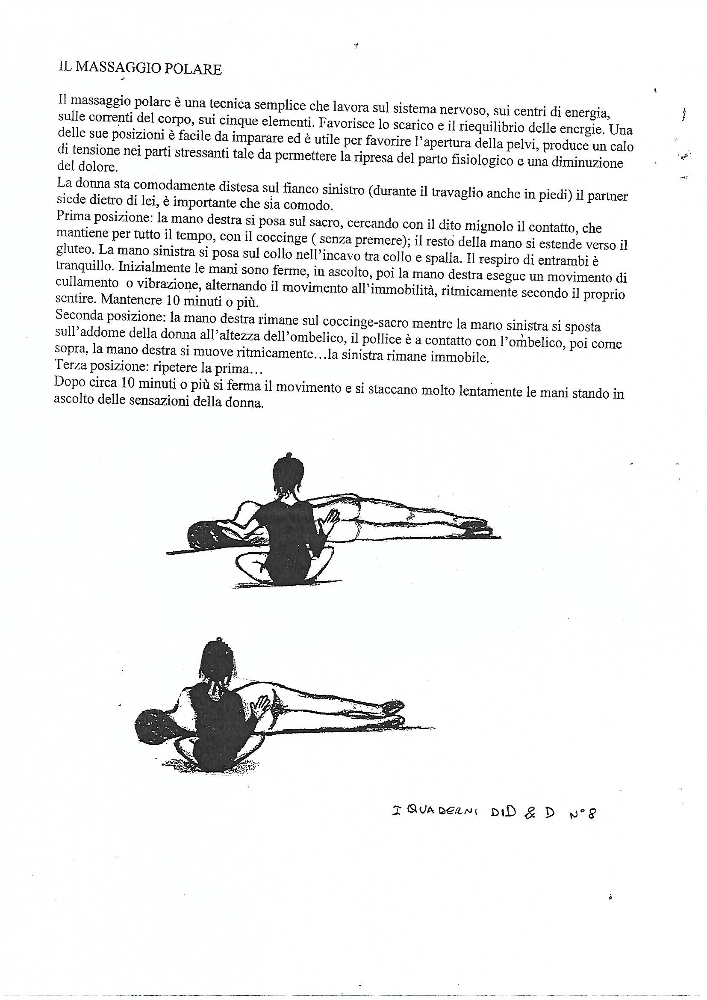 IL MASSAGGIO POLARE
Il massaggio polare è una tecnica semplice che lavora sul sistema nervoso, sui centri di energia,
sulle correnti del corpo, sui cinque elementi. Favorisce lo scarico e il riequilibrio delle energie. Una
delle sue posizioni è facile da imparare ed è utile per favorire l'apertura della pelvi, produce un calo
di tensione nei parti stressanti tale da permettere la ripresa del parto fisiologico e una diminuzione
del dolore.
La donna sta comodamente distesa sul fianco sinistro (durante il travaglio anche in piedi) il partner
siede dietro di lei, è importante che sia comodo.
Prima posizione: la mano destra si posa sul sacro, cercando con il dito mignolo il contatto, che
mantiene per tutto il tempo, con il coccinge ( senza premere); il resto della mano si estende verso il
gluteo. La mano sinistra si posa sul collo nell'incavo tra collo e spalla. Il respiro di entrambi è
tranquillo. Inizialmente le mani sono ferme, in ascolto, poi la mano destra esegue un movimento di
cullamento o vibrazione, alternando il movimento all'immobilità, ritmicamente secondo il proprio
sentire. Mantenere 10 minuti o più.
Seconda posizione: la mano destra rimane sul coccinge-sacro mentre la mano sinistra si sposta
sull'addome della donna all'altezza dell'ombelico, il pollice è a contatto con l'ombelico, poi come
sopra, la mano destra si muove ritmicamente...la sinistra rimane immobile.
Terza posizione: ripetere la prima...
Dopo circa 10 minuti o più si ferma il movimento e si staccano molto lentamente le mani stando in
ascolto delle sensazioni della donna.
I QUADERNI DI D & D N° 8